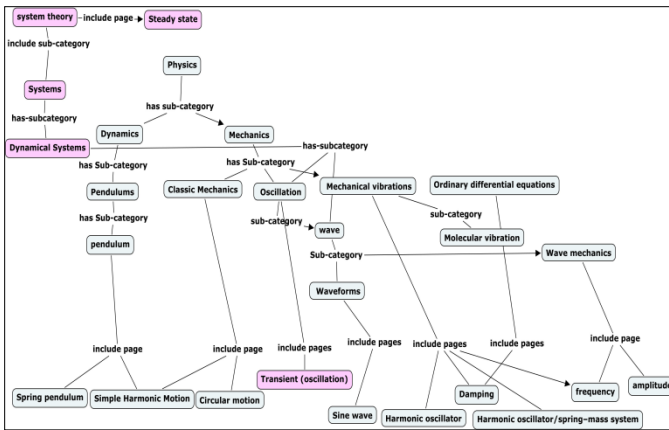 system theory
include page
Steady state
include sub-category
Physics
Systems
has sub-category
has-subcategory
Dynamics
Mechanics
Dynamical Systems
has-subcategory
has Sub-category
has Sub-Category
Pendulums
Classic Mechanics
Oscillation
Mechanical vibrations
Ordinary differential equations
has Sub-Category
sub-category
sub-category
wave
pendulum
Molecular vibration
Sub-Category
Wave mechanics
Waveforms
include page
include page
include pages
include pages
include pages
include pages
include page
Transient (oscillation)
Spring pendulum
Simple Harmonic Motion
Circular motion
Damping
frequency
amplitude
Sine wave
Harmonic oscillator
Harmonic oscillator/spring-mass system